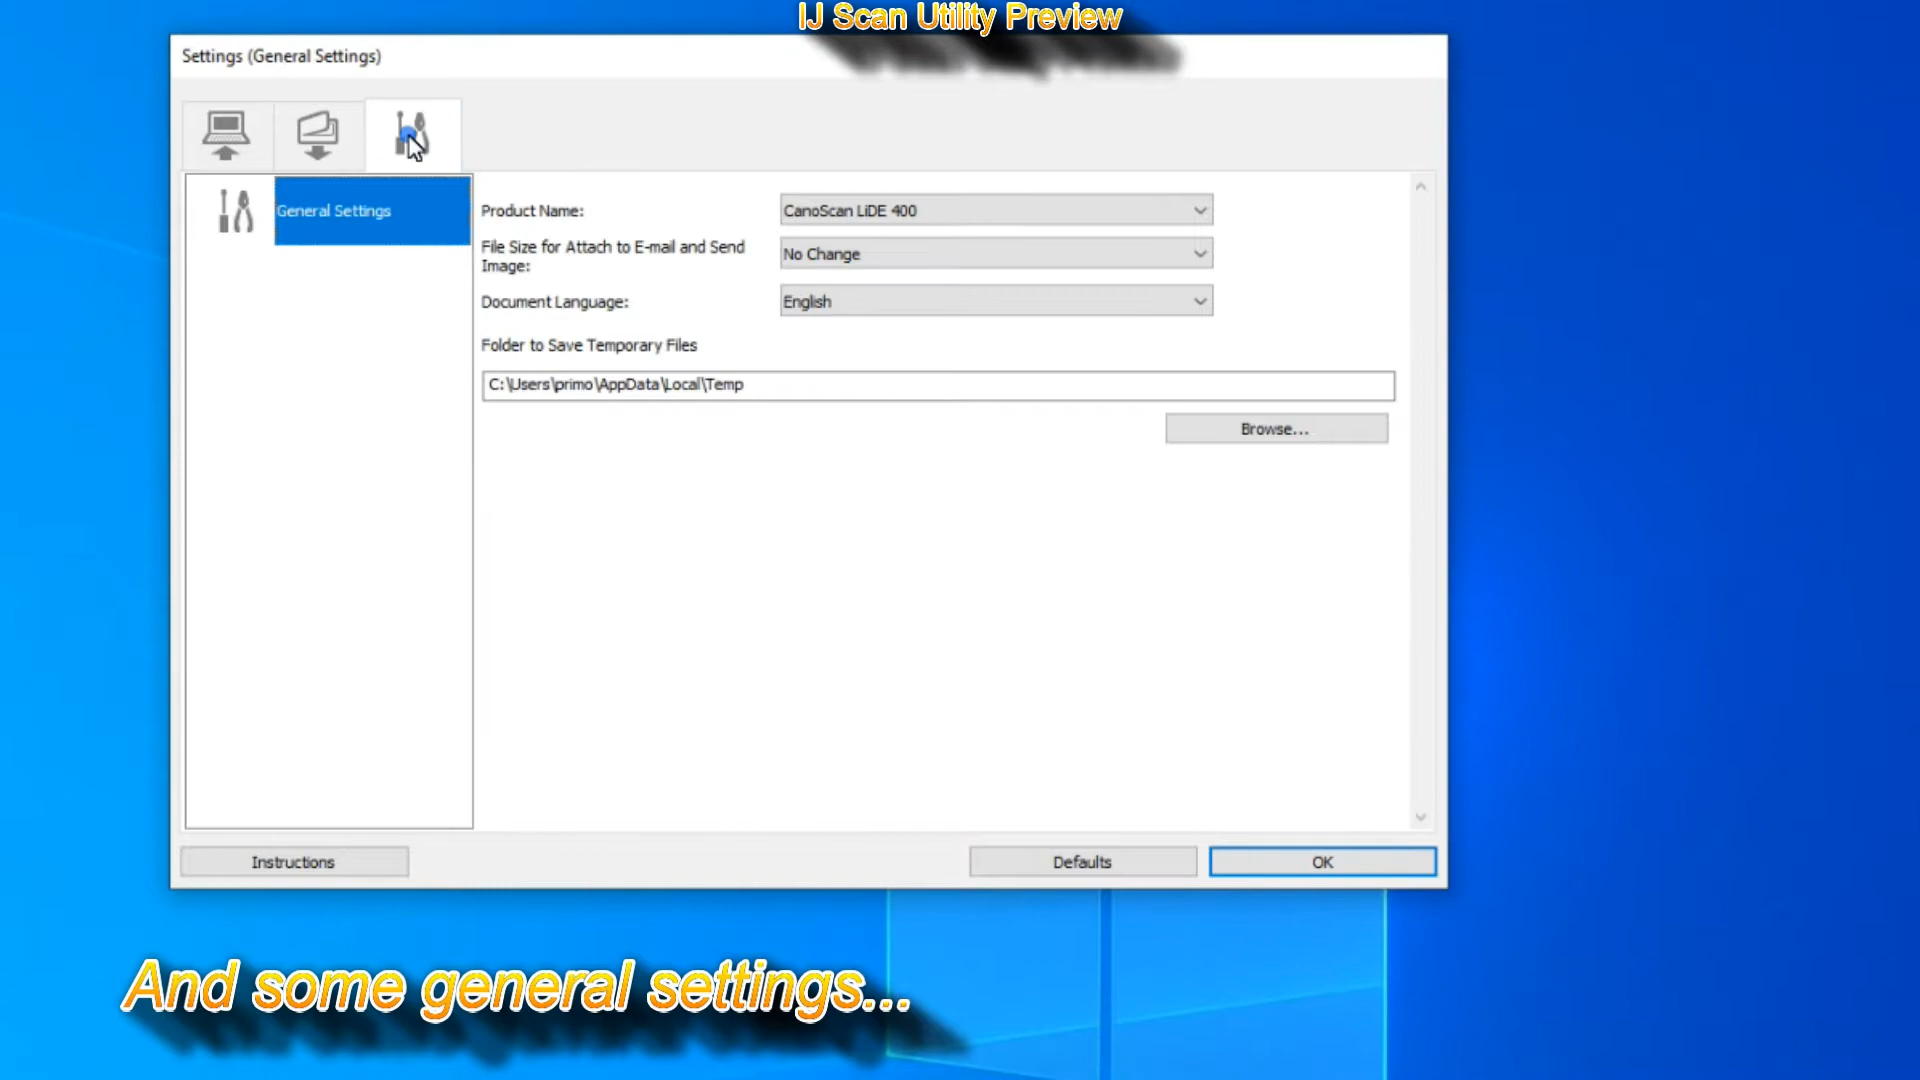 IJ Scan Utility Preview
Settings (General Settings)
General Settings
Product Name:
CanoScan LiDE 400
File Size for Attach to E-mail and Send
Image:
No Change
Document Language:
English
Folder to Save Temporary Files
C:\Users\primo\AppData\Local\Temp
Browse...
Instructions
Defaults
OK
And some general settings...